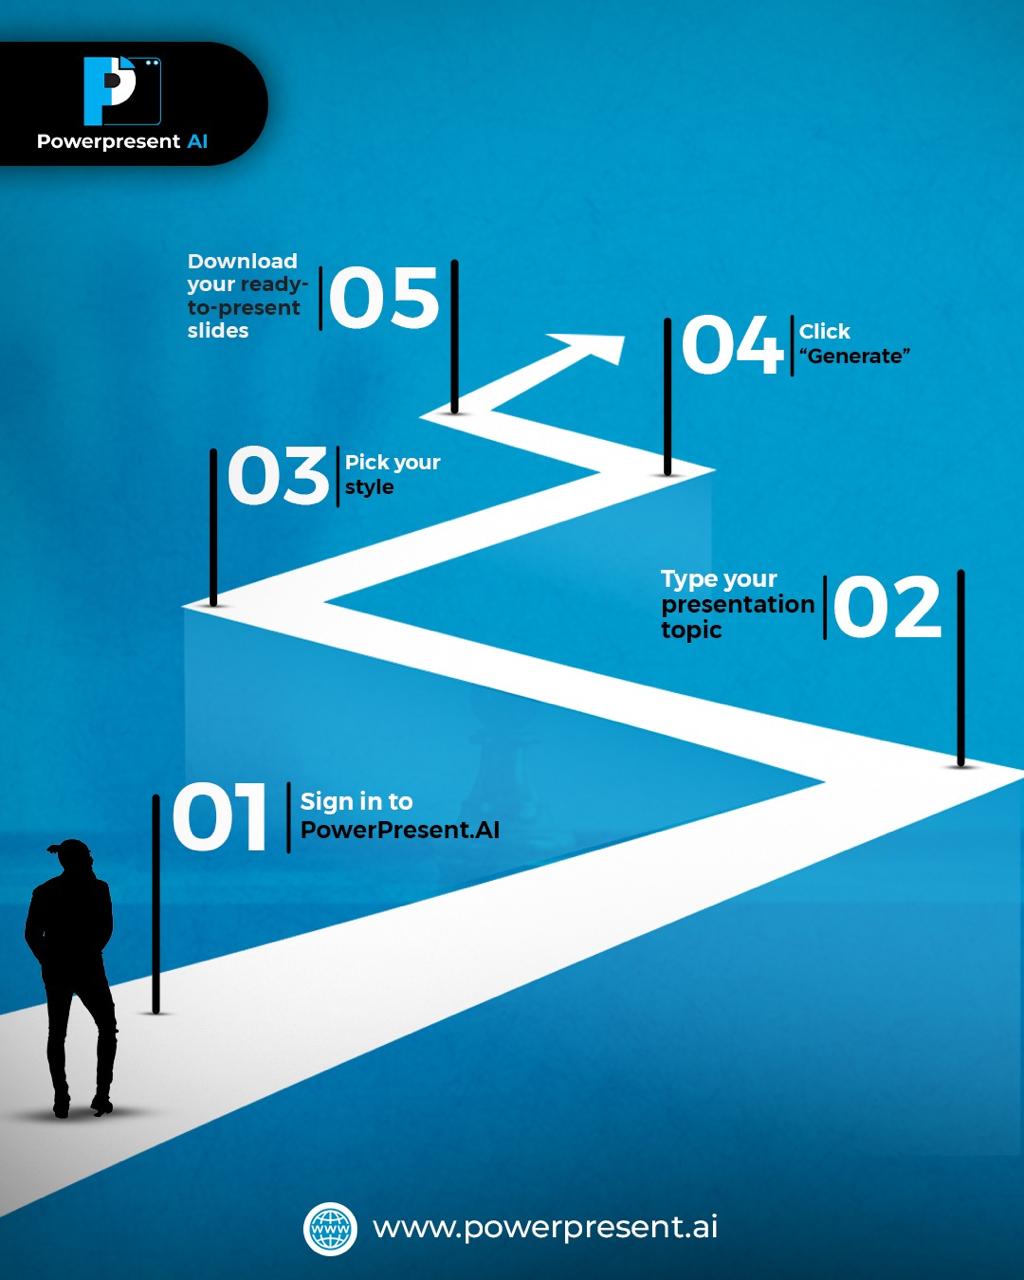 Powerpresent AI
Download
your ready-
to-present
slides
05
04
Click
“Generate”
03
Pick your
style
Type your
presentation
topic
02
01
Sign in to
PowerPresent.AI
www
www.powerpresent.ai